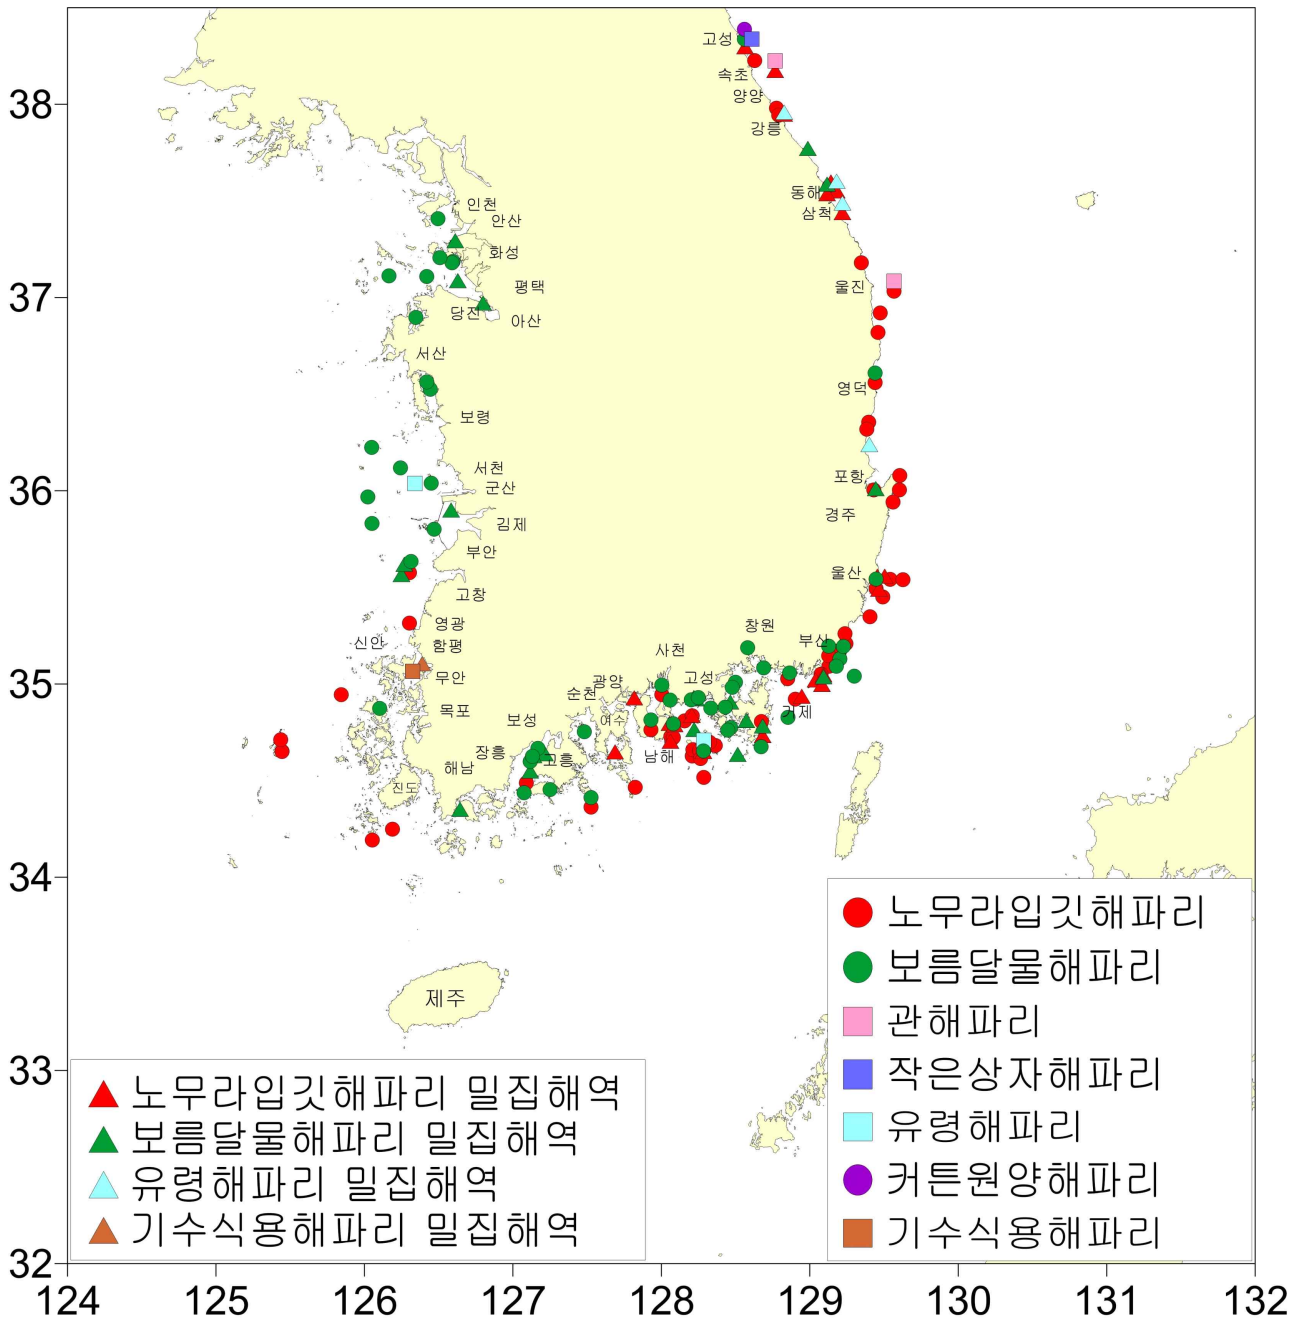 고성
속초
38
양양
강릉
동해
삼척
인천
안산
화성
37
울진
평택
당진
아산
서산
영덕
보령
서천
포항
36
군산
경주
김제
부안
울산
고창
영광
창원
부산
신안
함평
사천
35
무안
광양
고성
순천
목포
거제
보성
여수
장흥
고흥
남해
해남
진도
34
노무라입깃해파리
보름달물해파리
제주
관해파리
33
작은상자해파리
노무라입깃해파리 밀집해역
보름달물해파리 밀집해역
유령해파리
유령해파리 밀집해역
커튼원양해파리
기수식용해파리 밀집해역
기수식용해파리
32
124 125 126 127 128 129 130 131 132